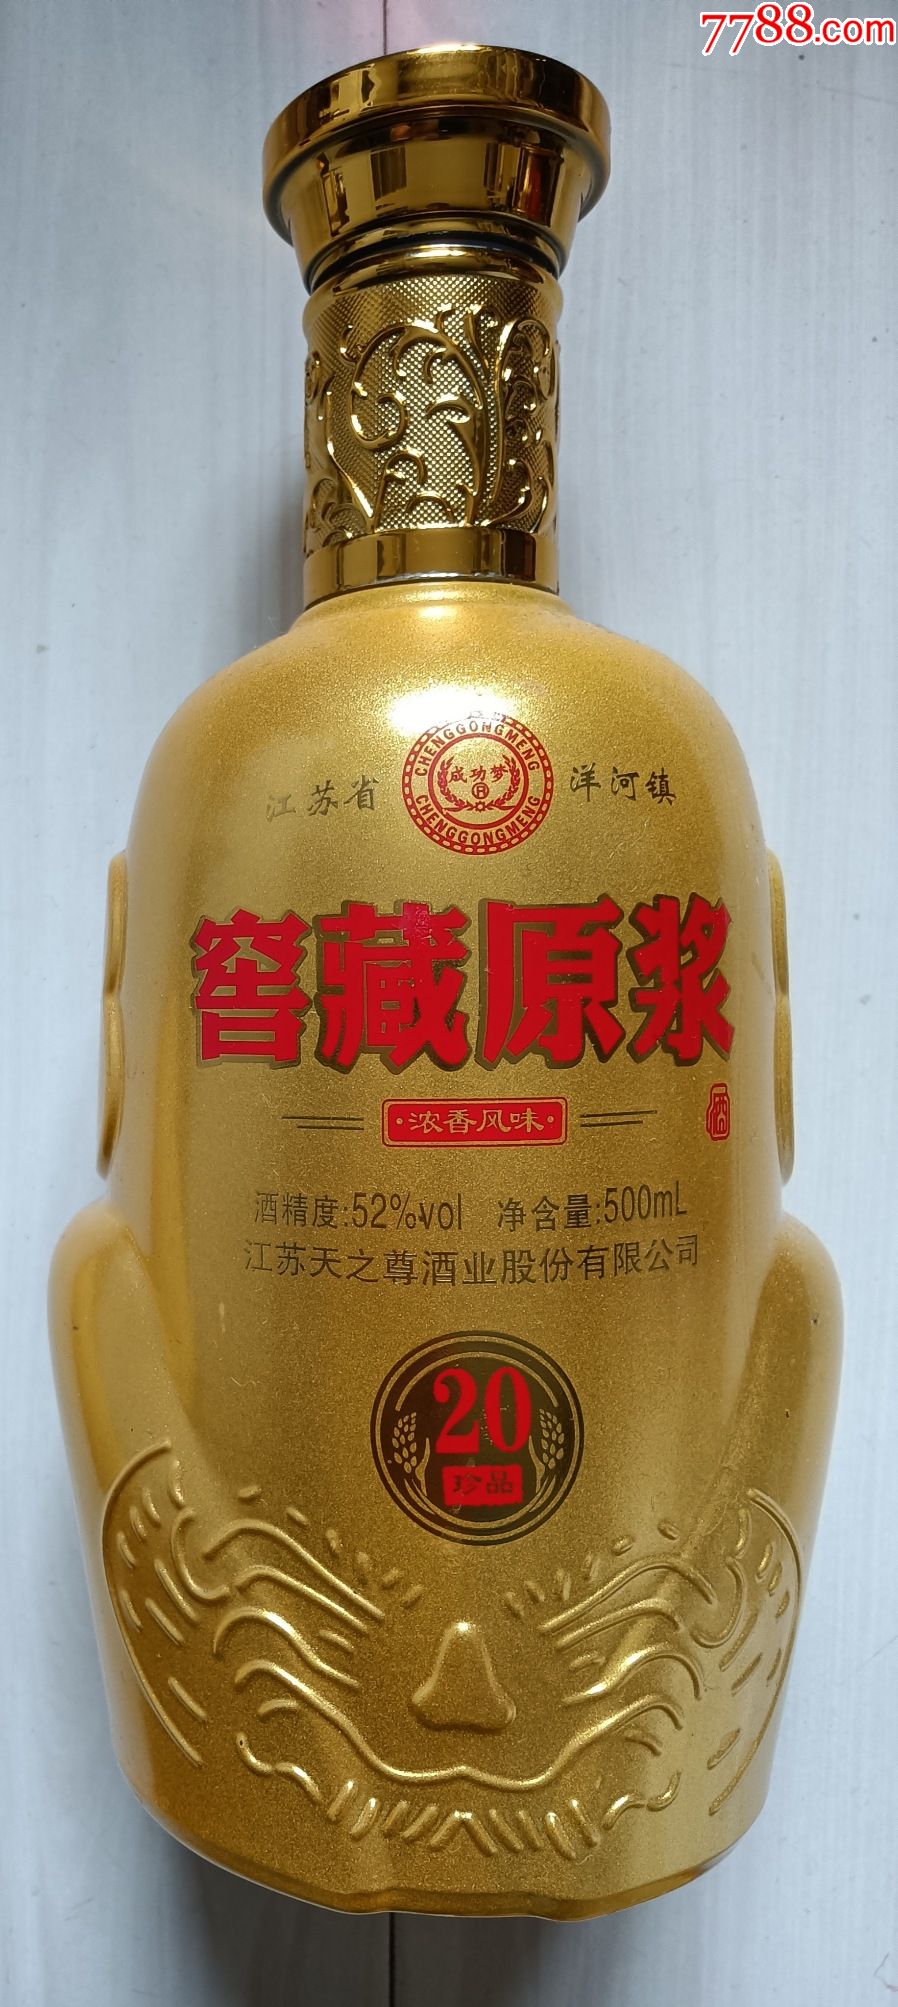 7788.com
CHENGGONGMENG
江苏省 成功梦 洋河镇
®
CHENGGONGMENG
窖藏原浆
·浓香风味· 酒
酒精度:52%vol 净含量:500mL
江苏天之尊酒业股份有限公司
20
珍品